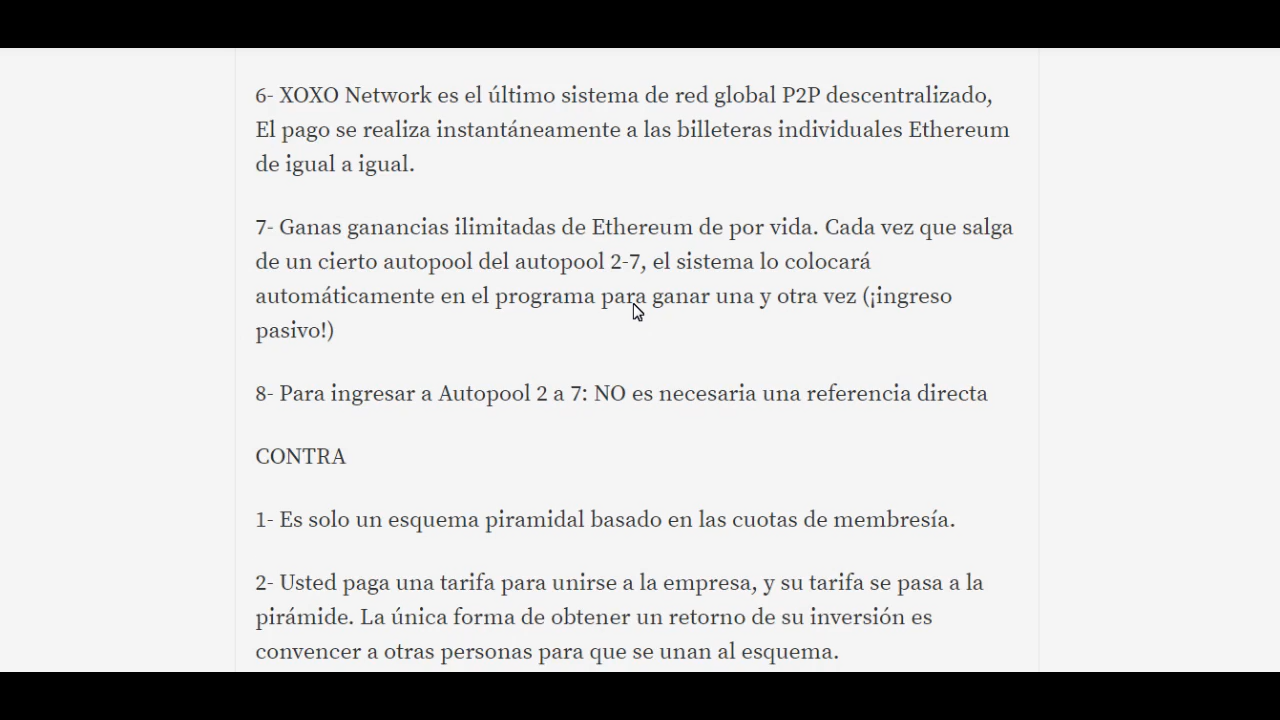 6- XOXO Network es el último sistema de red global P2P descentralizado,
El pago se realiza instantáneamente a las billeteras individuales Ethereum
de igual a igual.
7- Ganas ganancias ilimitadas de Ethereum de por vida. Cada vez que salga
de un cierto autopool del autopool 2-7, el sistema lo colocará
automáticamente en el programa para ganar una y otra vez (¡ingreso
pasivo!)
8- Para ingresar a Autopool 2 a 7: NO es necesaria una referencia directa
CONTRA
1- Es solo un esquema piramidal basado en las cuotas de membresía.
2- Usted paga una tarifa para unirse a la empresa, y su tarifa se pasa a la
pirámide. La única forma de obtener un retorno de su inversión es
convencer a otras personas para que se unan al esquema.